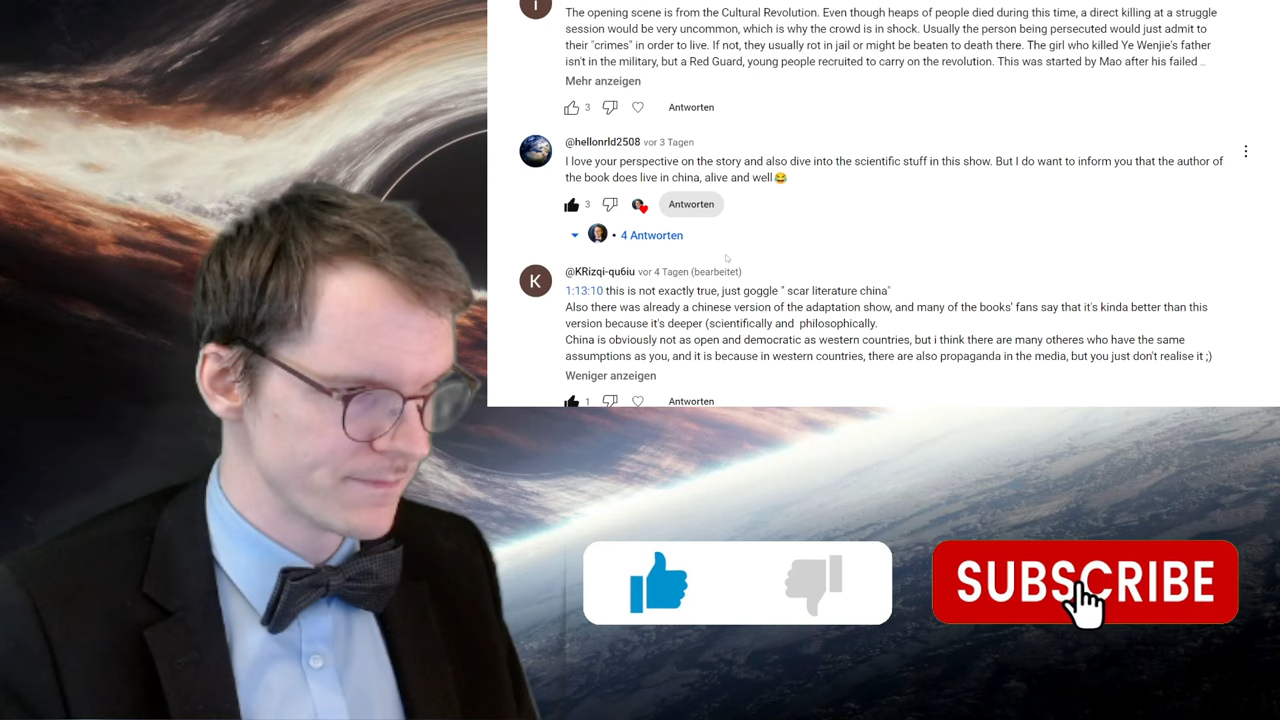 The opening scene is from the Cultural Revolution. Even though heaps of people died during this time, a direct killing at a struggle
session would be very uncommon, which is why the crowd is in shock. Usually the person being persecuted would just admit to
their "crimes" in order to live. If not, they usually rot in jail or might be beaten to death there. The girl who killed Ye Wenjie's father
isn't in the military, but a Red Guard, young people recruited to carry on the revolution. This was started by Mao after his failed ...
Mehr anzeigen
3 Antworten
@hellonrld2508 vor 3 Tagen
I love your perspective on the story and also dive into the scientific stuff in this show. But I do want to inform you that the author of
the book does live in china, alive and well😂
3 Antworten
• 4 Antworten
K
@KRizqi-qu6iu vor 4 Tagen (bearbeitet)
1:13:10 this is not exactly true, just goggle " scar literature china"
Also there was already a chinese version of the adaptation show, and many of the books' fans say that it's kinda better than this
version because it's deeper (scientifically and philosophically.
China is obviously not as open and democratic as western countries, but i think there are many otheres who have the same
assumptions as you, and it is because in western countries, there are also propaganda in the media, but you just don't realise it ;)
Weniger anzeigen
1 Antworten
SUBSCRIBE